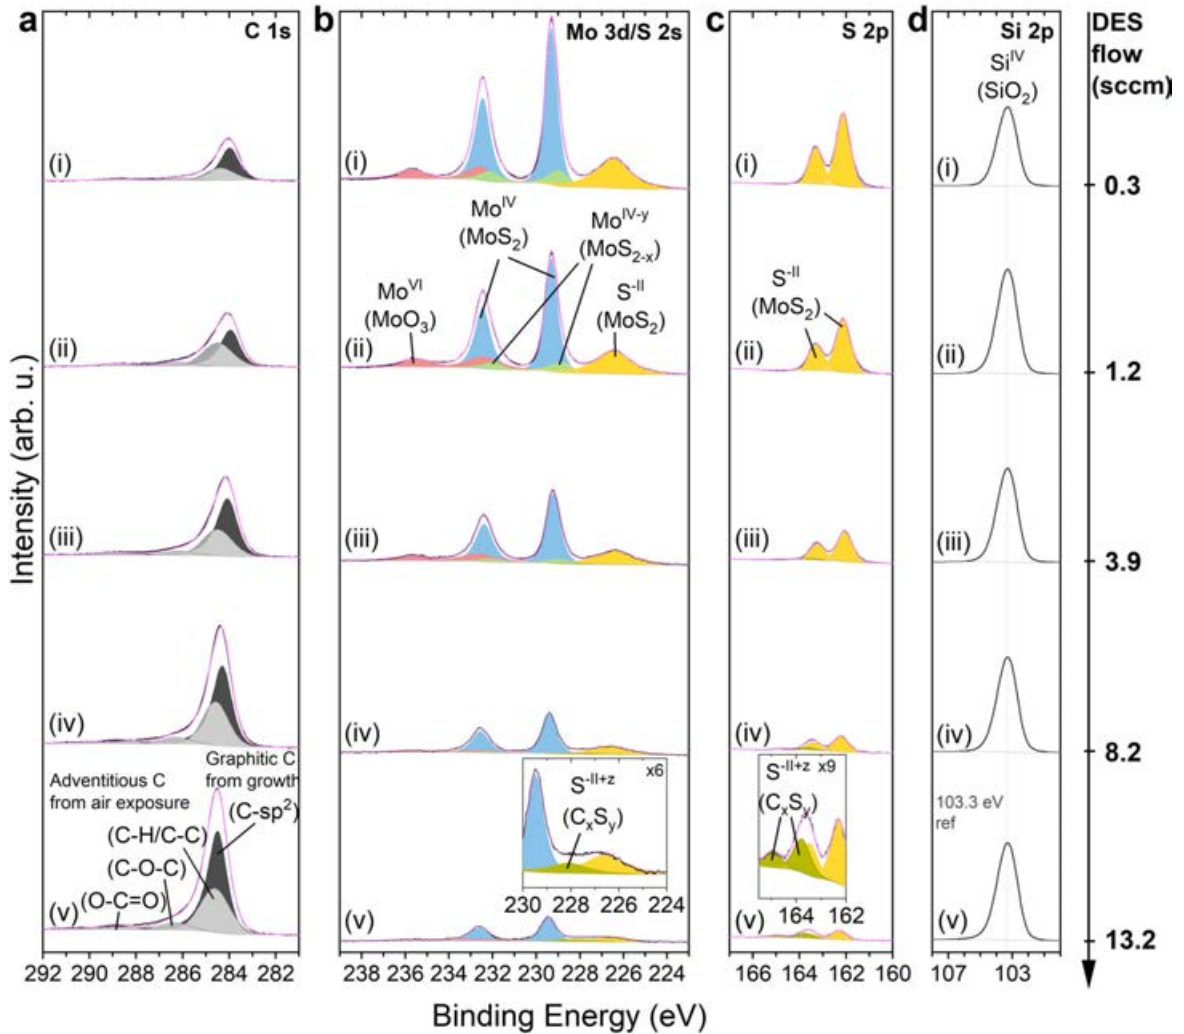 a
C 1s
b
Mo 3d/S 2s
c
S 2p
d
Si 2p
DES
flow
(sccm)
Si^IV
(SiO2)
(i)
(i)
(i)
(i)
0.3
Mo^IV
(MoS2)
Mo^IV-y
(MoS2-x)
Mo^VI
(MoO3)
S^-II
(MoS2)
S^-II
(MoS2)
(ii)
(ii)
(ii)
(ii)
1.2
Intensity (arb. u.)
(iii)
(iii)
(iii)
(iii)
3.9
(iv)
(iv)
(iv)
(iv)
8.2
Graphitic C
from growth
(C-sp2)
Adventitious C
from air exposure
(C-H/C-C)
(C-O-C)
(O-C=O)
S^-II+z
x6
(CxSy)
230 228 226 224
S^-II+z x9
(CxSy)
164 162
103.3 eV
ref
(v)
(v)
(v)
(v)
13.2
292 290 288 286 284 282
238 236 234 232 230 228 226 224
166 164 162 160
107 103
Binding Energy (eV)